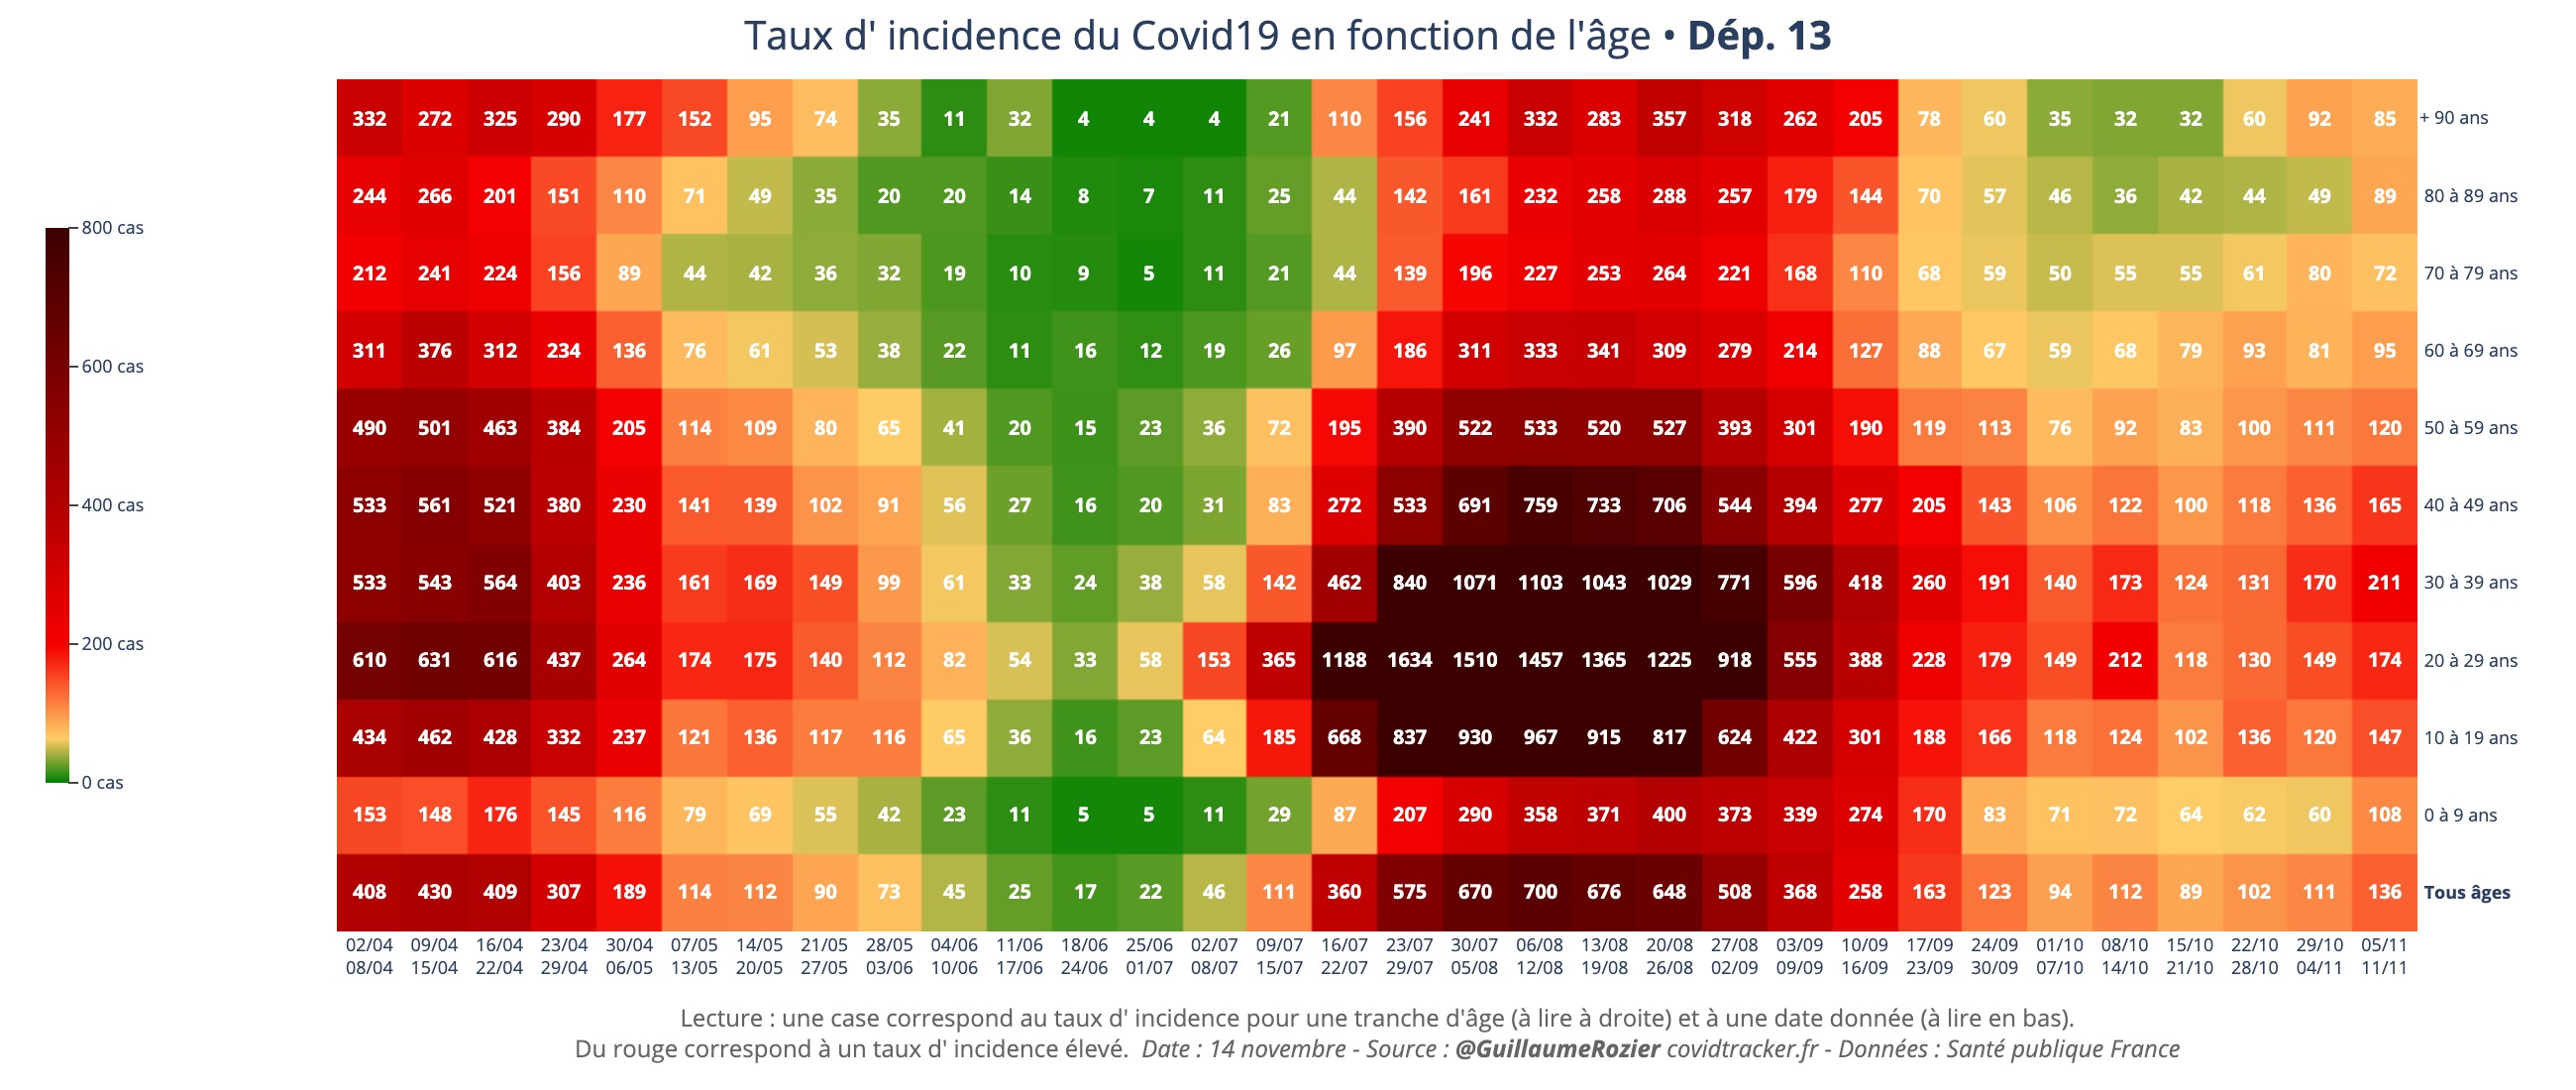 Taux d' incidence du Covid19 en fonction de l'âge • Dép. 13
800 cas
600 cas
400 cas
200 cas
0 cas
332 272 325 290 177 152 95 74 35 11 32 4 4 4 21 110 156 241 332 283 357 318 262 205 78 60 35 32 32 60 92 85 + 90 ans
244 266 201 151 110 71 49 35 20 20 14 8 7 11 25 44 142 161 232 258 288 257 179 144 70 57 46 36 42 44 49 89 80 à 89 ans
212 241 224 156 89 44 42 36 32 19 10 9 5 11 21 44 139 196 227 253 264 221 168 110 68 59 50 55 55 61 80 72 70 à 79 ans
311 376 312 234 136 76 61 53 38 22 11 16 12 19 26 97 186 311 333 341 309 279 214 127 88 67 59 68 79 93 81 95 60 à 69 ans
490 501 463 384 205 114 109 80 65 41 20 15 23 36 72 195 390 522 533 520 527 393 301 190 119 113 76 92 83 100 111 120 50 à 59 ans
533 561 521 380 230 141 139 102 91 56 27 16 20 31 83 272 533 691 759 733 706 544 394 277 205 143 106 122 100 118 136 165 40 à 49 ans
533 543 564 403 236 161 169 149 99 61 33 24 38 58 142 462 840 1071 1103 1043 1029 771 596 418 260 191 140 173 124 131 170 211 30 à 39 ans
610 631 616 437 264 174 175 140 112 82 54 33 58 153 365 1188 1634 1510 1457 1365 1225 918 555 388 228 179 149 212 118 130 149 174 20 à 29 ans
434 462 428 332 237 121 136 117 116 65 36 16 23 64 185 668 837 930 967 915 817 624 422 301 188 166 118 124 102 136 120 147 10 à 19 ans
153 148 176 145 116 79 69 55 42 23 11 5 5 11 29 87 207 290 358 371 400 373 339 274 170 83 71 72 64 62 60 108 0 à 9 ans
408 430 409 307 189 114 112 90 73 45 25 17 22 46 111 360 575 670 700 676 648 508 368 258 163 123 94 112 89 102 111 136 Tous âges
02/04 09/04 16/04 23/04 30/04 07/05 14/05 21/05 28/05 04/06 11/06 18/06 25/06 02/07 09/07 16/07 23/07 30/07 06/08 13/08 20/08 27/08 03/09 10/09 17/09 24/09 01/10 08/10 15/10 22/10 29/10 05/11
08/04 15/04 22/04 29/04 06/05 13/05 20/05 27/05 03/06 10/06 17/06 24/06 01/07 08/07 15/07 22/07 29/07 05/08 12/08 19/08 26/08 02/09 09/09 16/09 23/09 30/09 07/10 14/10 21/10 28/10 04/11 11/11
Lecture : une case correspond au taux d' incidence pour une tranche d'âge (à lire à droite) et à une date donnée (à lire en bas).
Du rouge correspond à un taux d' incidence élevé. Date : 14 novembre - Source : @GuillaumeRozier covidtracker.fr - Données : Santé publique France